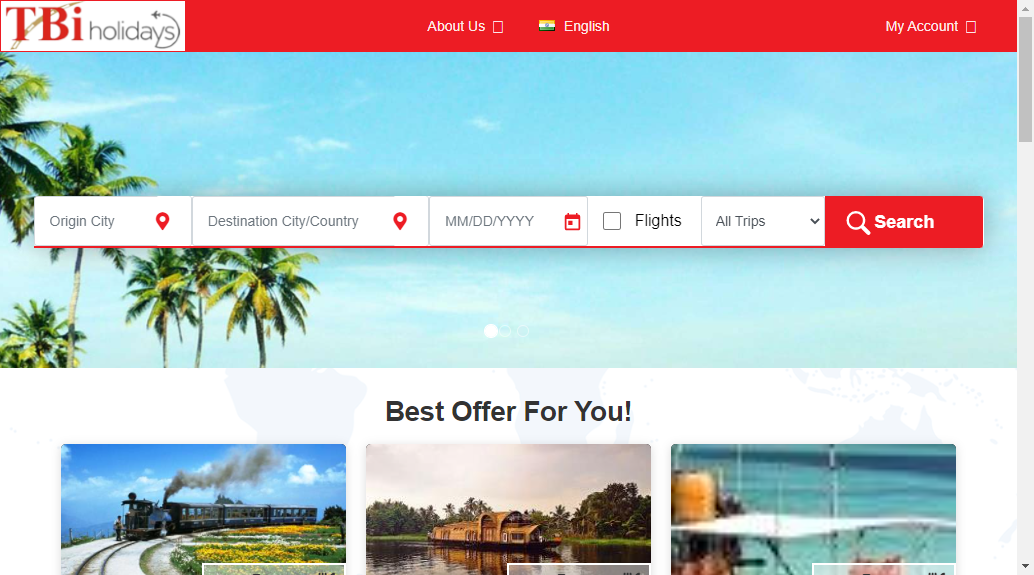 TBi holidays
About Us
English
My Account
Origin City
Destination City/Country
MM/DD/YYYY
Flights
All Trips
Search
Best Offer For You!